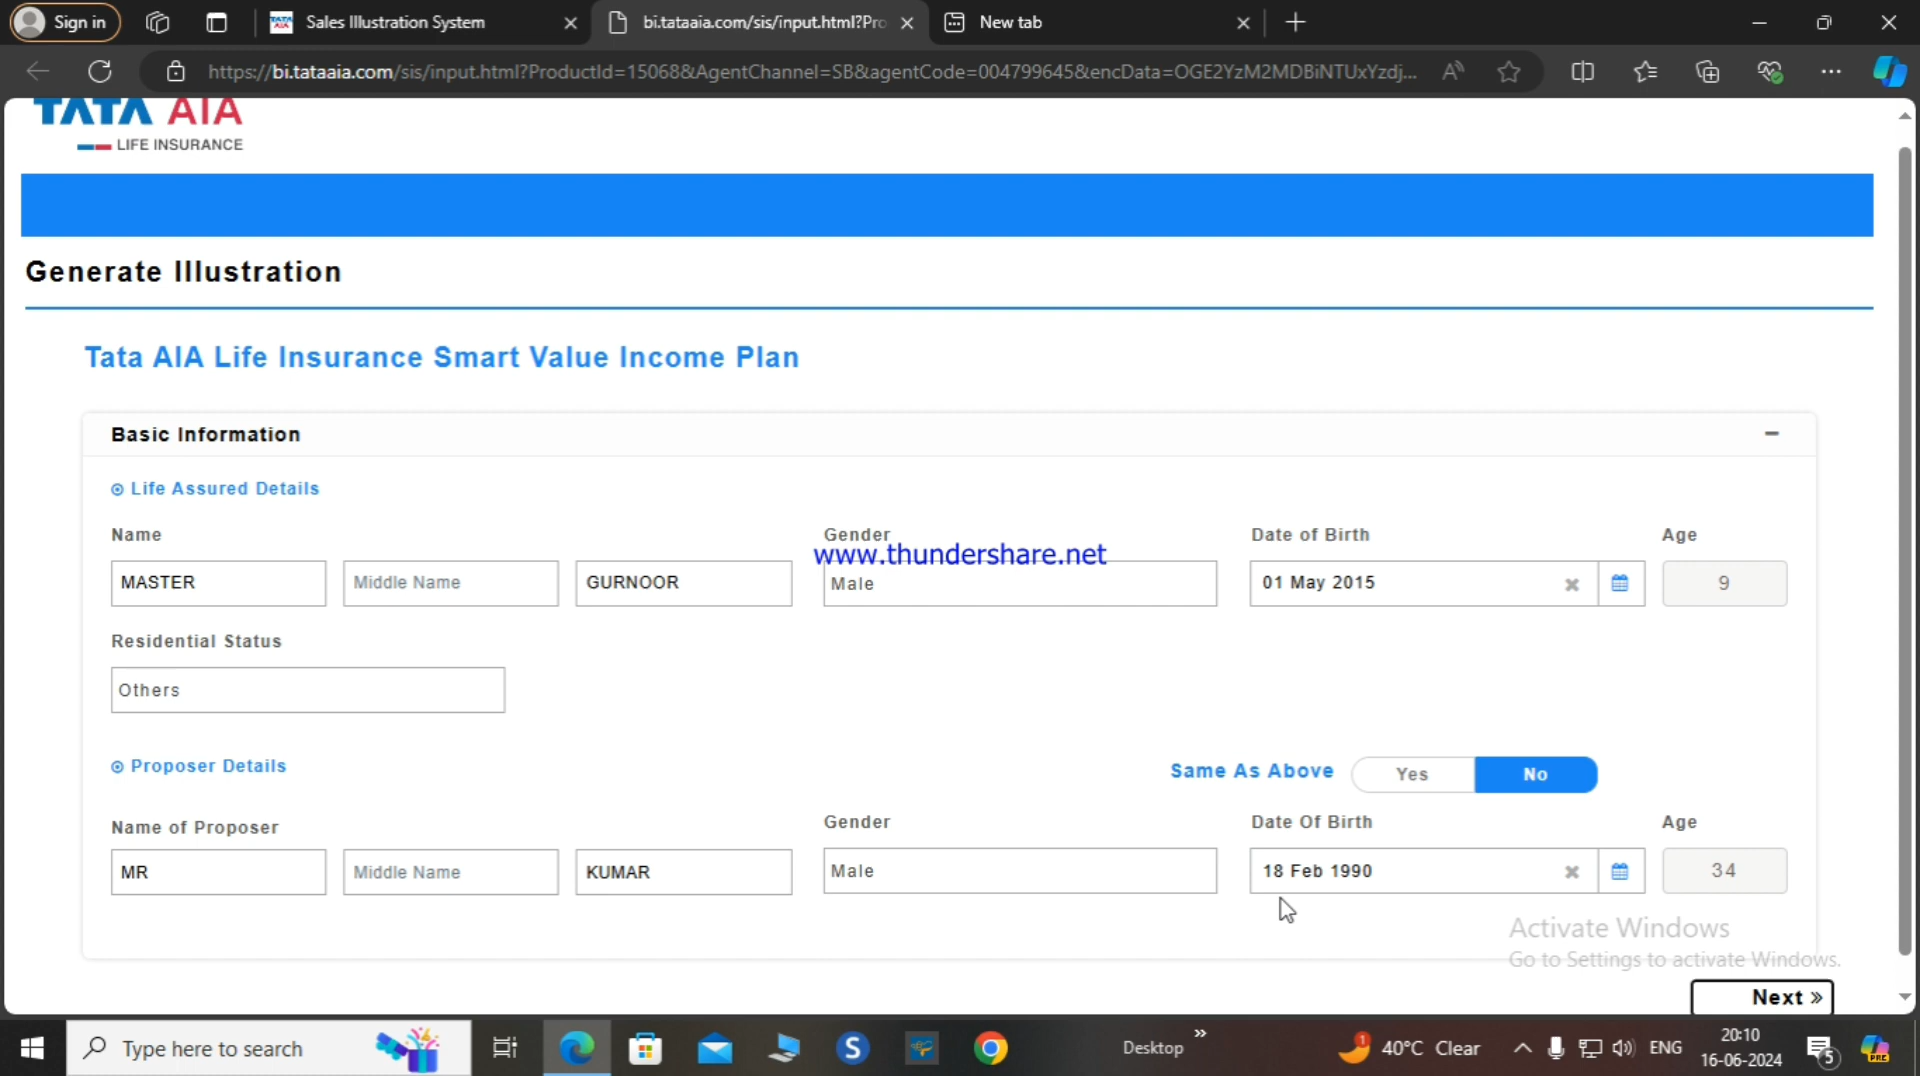 Sign in
Sales Illustration System
bi.tataaia.com/sis/input.html?Pro
New tab
https://bi.tataaia.com/sis/input.html?ProductId=15068&AgentChannel=SB&agentCode=004799645&encData=OGE2YzM2MDBiNTUxYzdj...
TATA AIA
LIFE INSURANCE
Generate Illustration
Tata AIA Life Insurance Smart Value Income Plan
Basic Information
Life Assured Details
Name Gender Date of Birth Age
www.thundershare.net
MASTER Middle Name GURNOOR Male 01 May 2015 9
Residential Status
Others
Proposer Details Same As Above Yes No
Name of Proposer Gender Date Of Birth Age
MR Middle Name KUMAR Male 18 Feb 1990 34
Activate Windows
Go to Settings to activate Windows.
Next »
Type here to search
Desktop
1 40°C Clear
ENG
20:10
16-06-2024
5
PRE